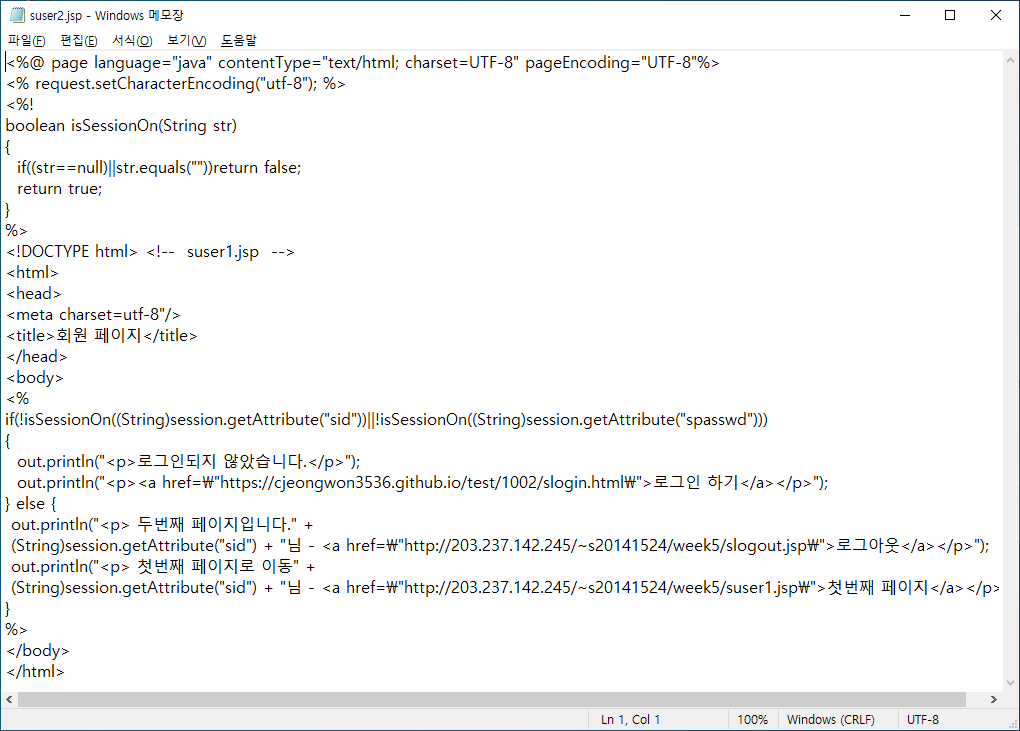 suser2.jsp - Windows 메모장
파일(F) 편집(E) 서식(O) 보기(V) 도움말
<%@ page language="java" contentType="text/html; charset=UTF-8" pageEncoding="UTF-8"%>
<% request.setCharacterEncoding("utf-8"); %>
<%!
boolean isSessionOn(String str)
{
   if((str==null)||str.equals(""))return false;
   return true;
}
%>
<!DOCTYPE html> <!--  suser1.jsp  -->
<html>
<head>
<meta charset=utf-8"/>
<title>회원 페이지</title>
</head>
<body>
<%
if(!isSessionOn((String)session.getAttribute("sid"))||!isSessionOn((String)session.getAttribute("spasswd")))
{
   out.println("<p>로그인되지 않았습니다.</p>");
   out.println("<p><a href=₩"https://cjeongwon3536.github.io/test/1002/slogin.html₩">로그인 하기</a></p>");
} else {
 out.println("<p> 두번째 페이지입니다." +
 (String)session.getAttribute("sid") + "님 - <a href=₩"http://203.237.142.245/~s20141524/week5/slogout.jsp₩">로그아웃</a></p>");
 out.println("<p> 첫번째 페이지로 이동" +
 (String)session.getAttribute("sid") + "님 - <a href=₩"http://203.237.142.245/~s20141524/week5/suser1.jsp₩">첫번째 페이지</a></p>
}
%>
</body>
</html>
Ln 1, Col 1 100% Windows (CRLF) UTF-8